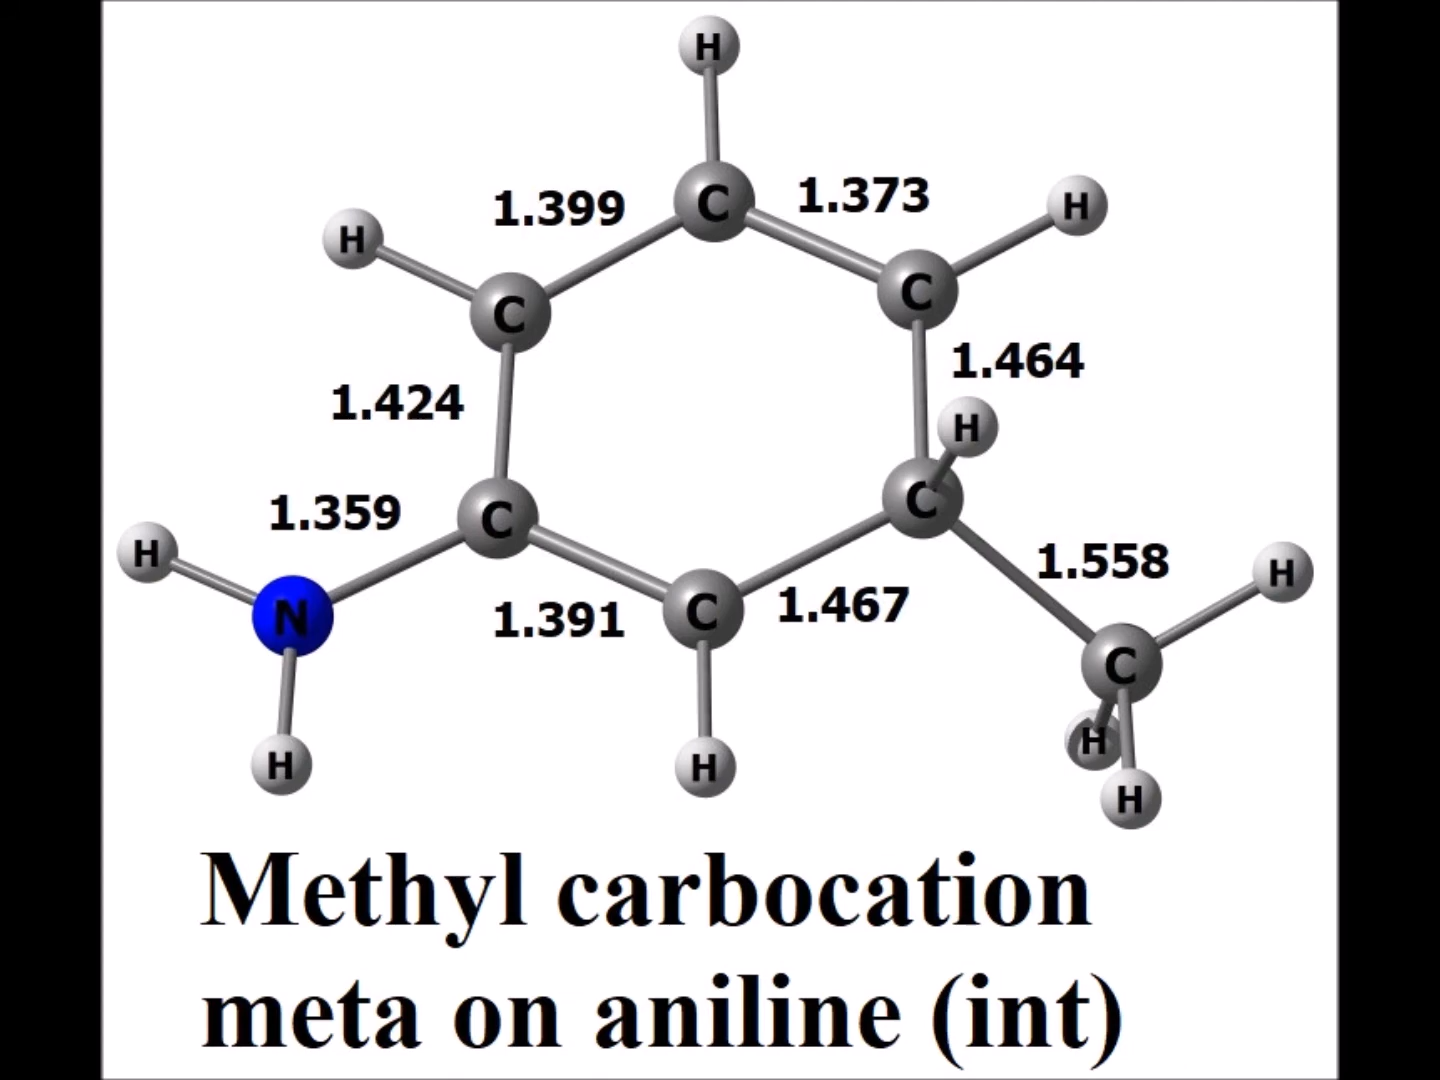 H
C
1.399
1.373
H
H
C
C
1.424
1.464
H
C
C
1.359
1.558
H
H
N
C
1.391
1.467
C
H
H
H
H
Methyl carbocation
meta on aniline (int)